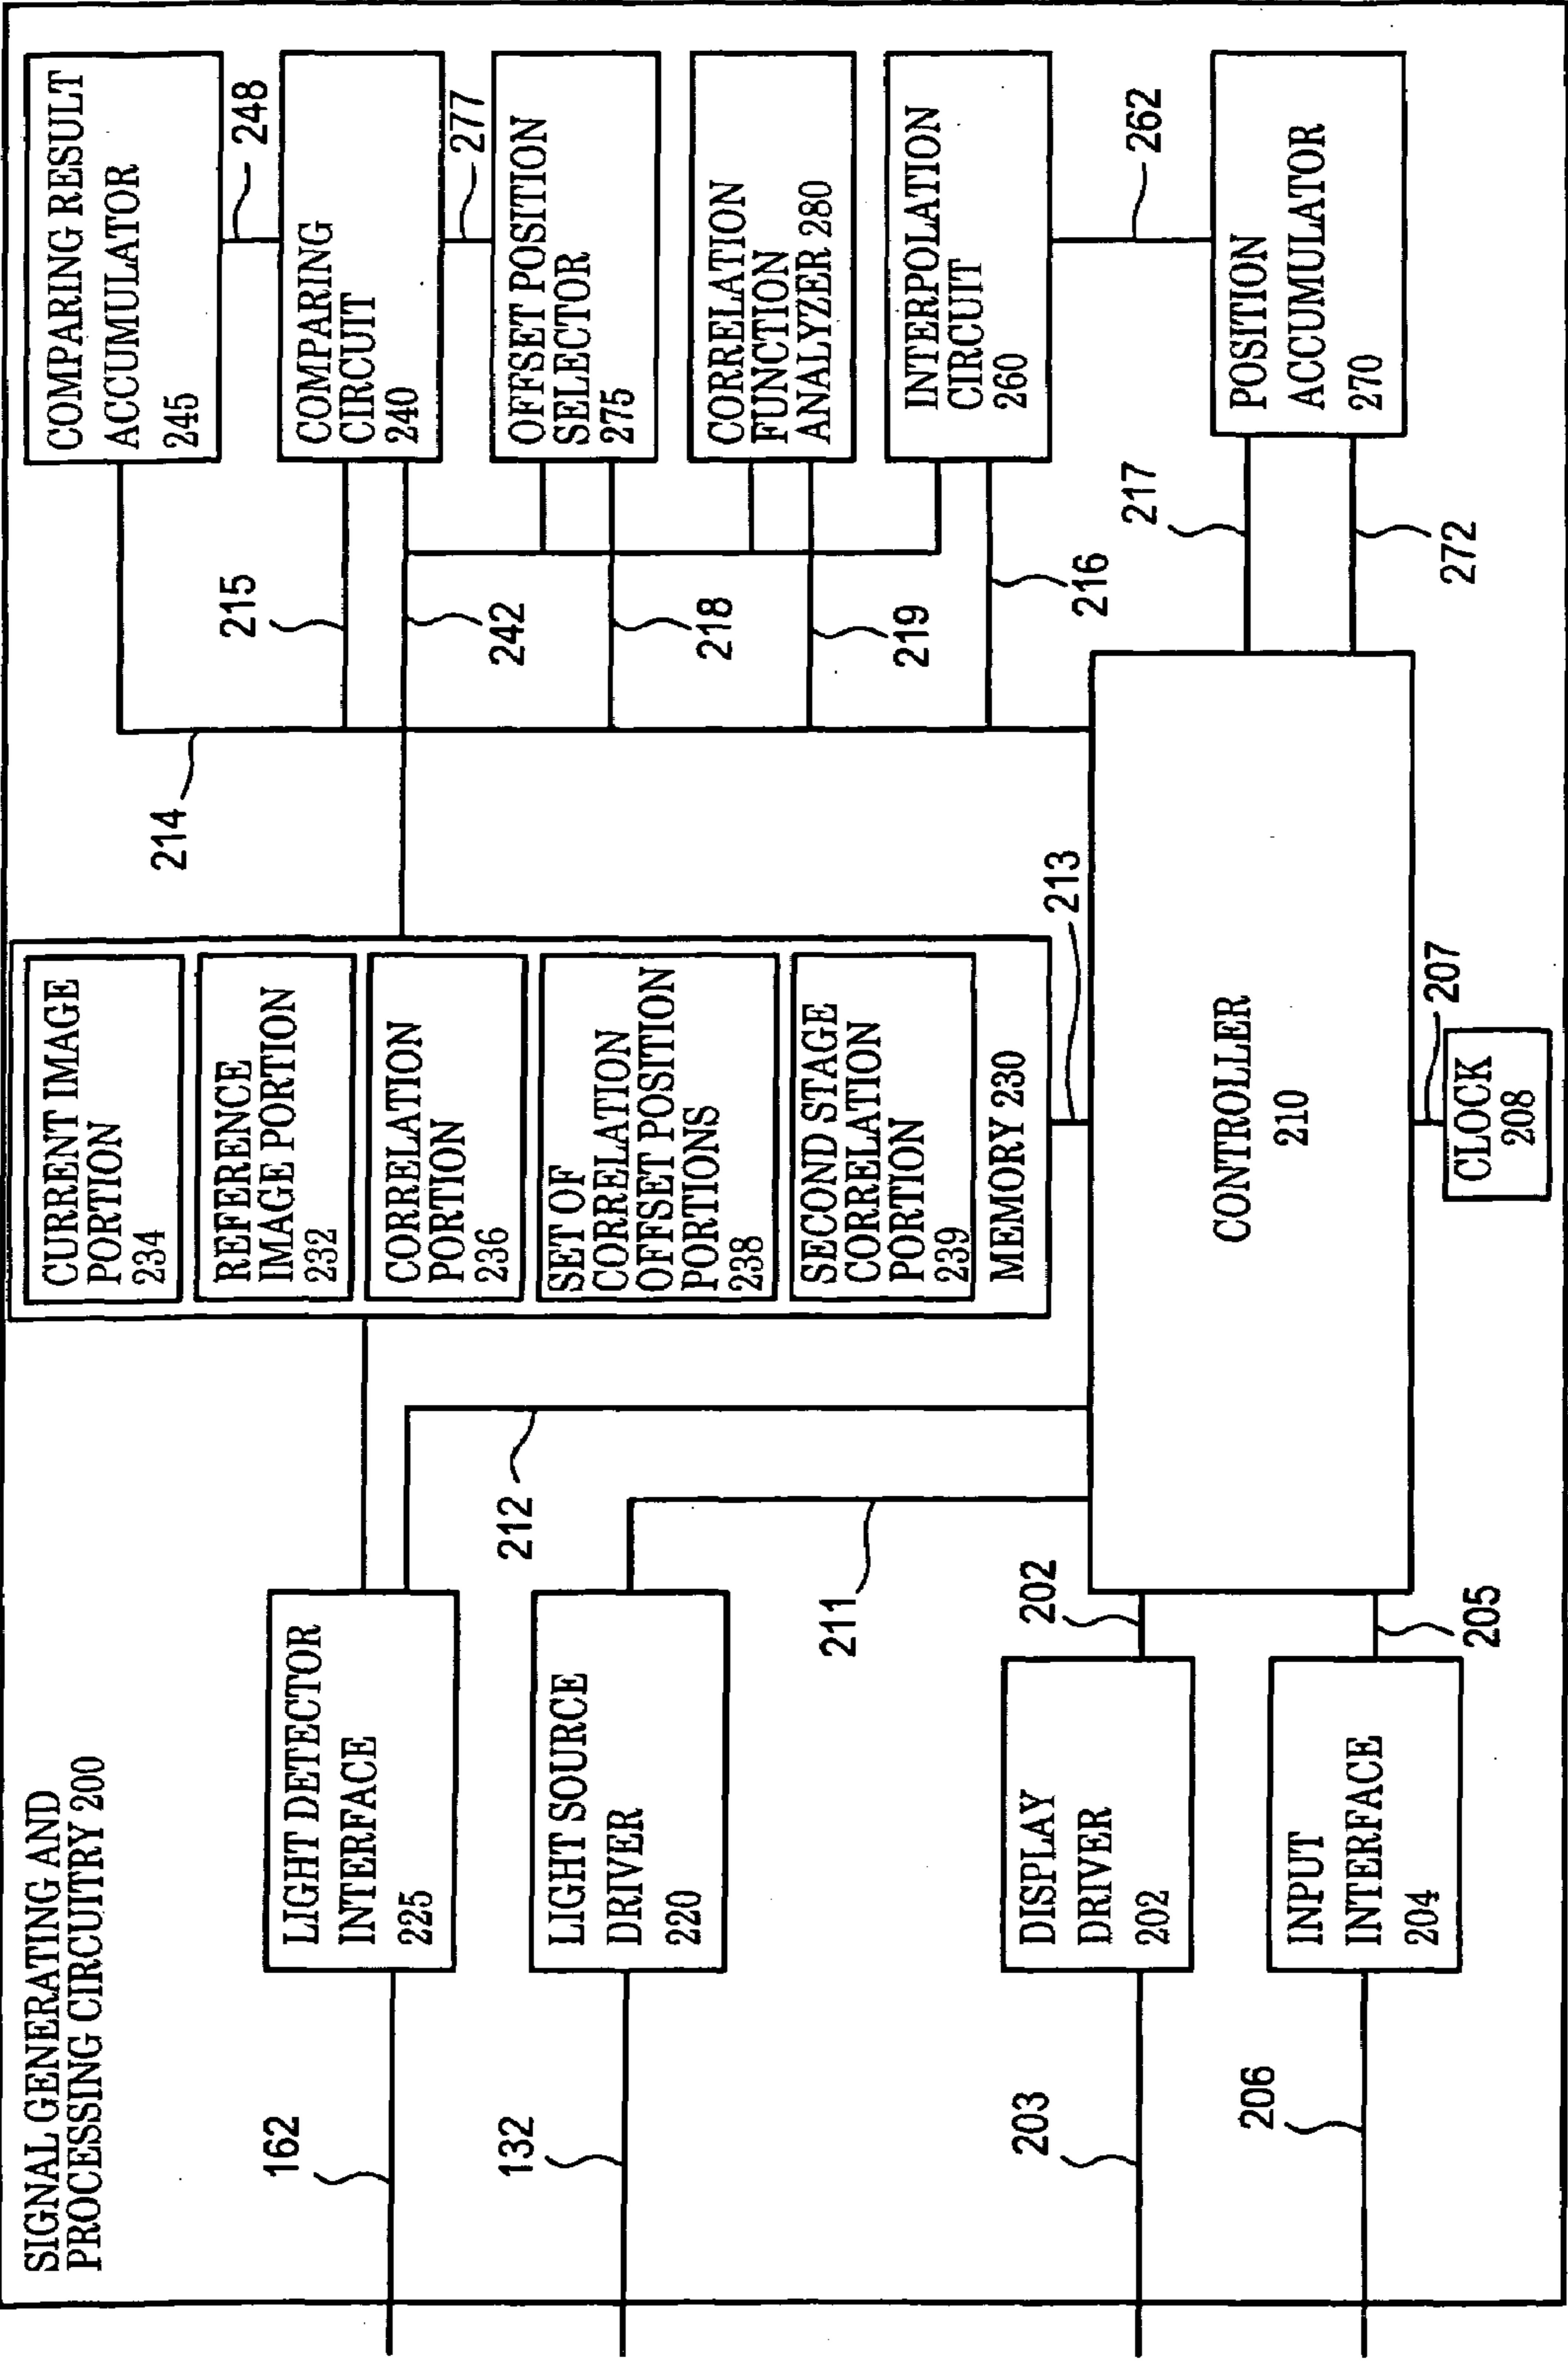 SIGNAL GENERATING AND
PROCESSING CIRCUITRY 200
162
LIGHT DETECTOR
INTERFACE
225
132
LIGHT SOURCE
DRIVER
220
203
DISPLAY
DRIVER
202
206
INPUT
INTERFACE
204
212
211
202
205
CURRENT IMAGE
PORTION
234
REFERENCE
IMAGE PORTION
232
CORRELATION
PORTION
236
SET OF
CORRELATION
OFFSET POSITION
PORTIONS
238
SECOND STAGE
CORRELATION
PORTION
239
MEMORY 230
213
CONTROLLER
210
207
CLOCK
208
214
215
242
218
219
216
217
272
COMPARING RESULT
ACCUMULATOR
245
248
COMPARING
CIRCUIT
240
277
OFFSET POSITION
SELECTOR
275
CORRELATION
FUNCTION
ANALYZER 280
INTERPOLATION
CIRCUIT
260
262
POSITION
ACCUMULATOR
270